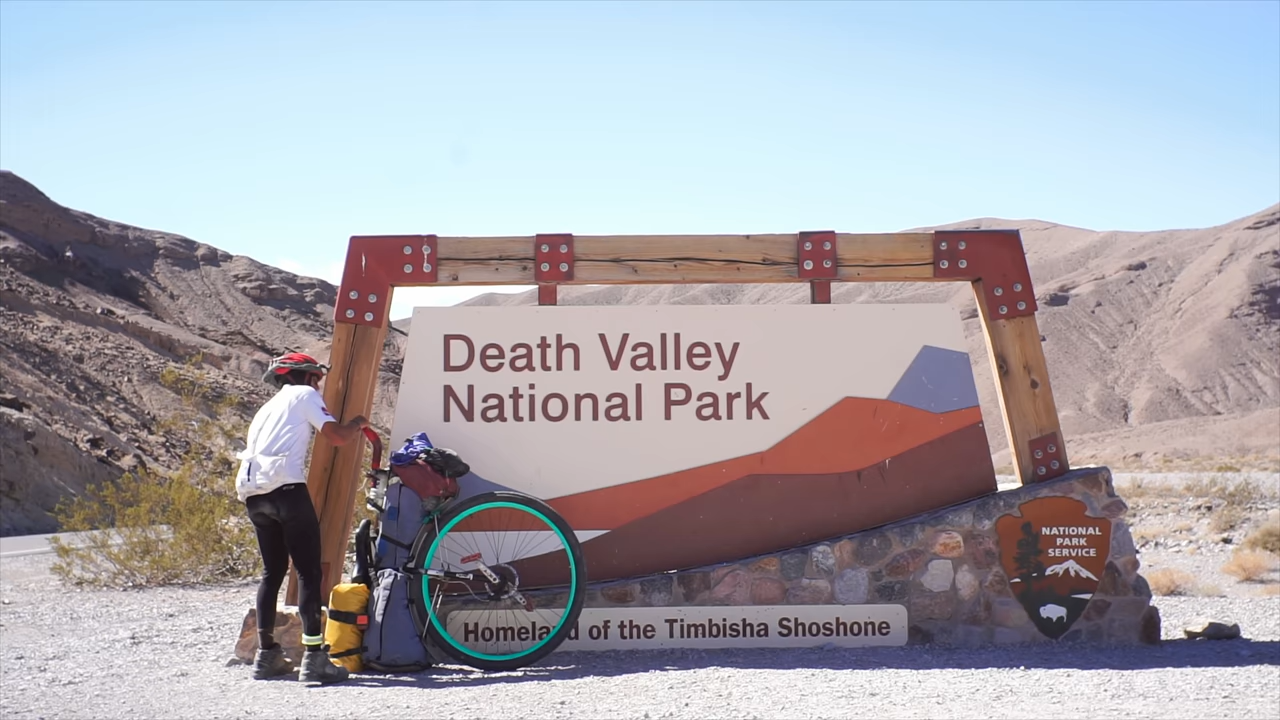 Death Valley
National Park
NATIONAL
PARK
SERVICE
Homeland of the Timbisha Shoshone